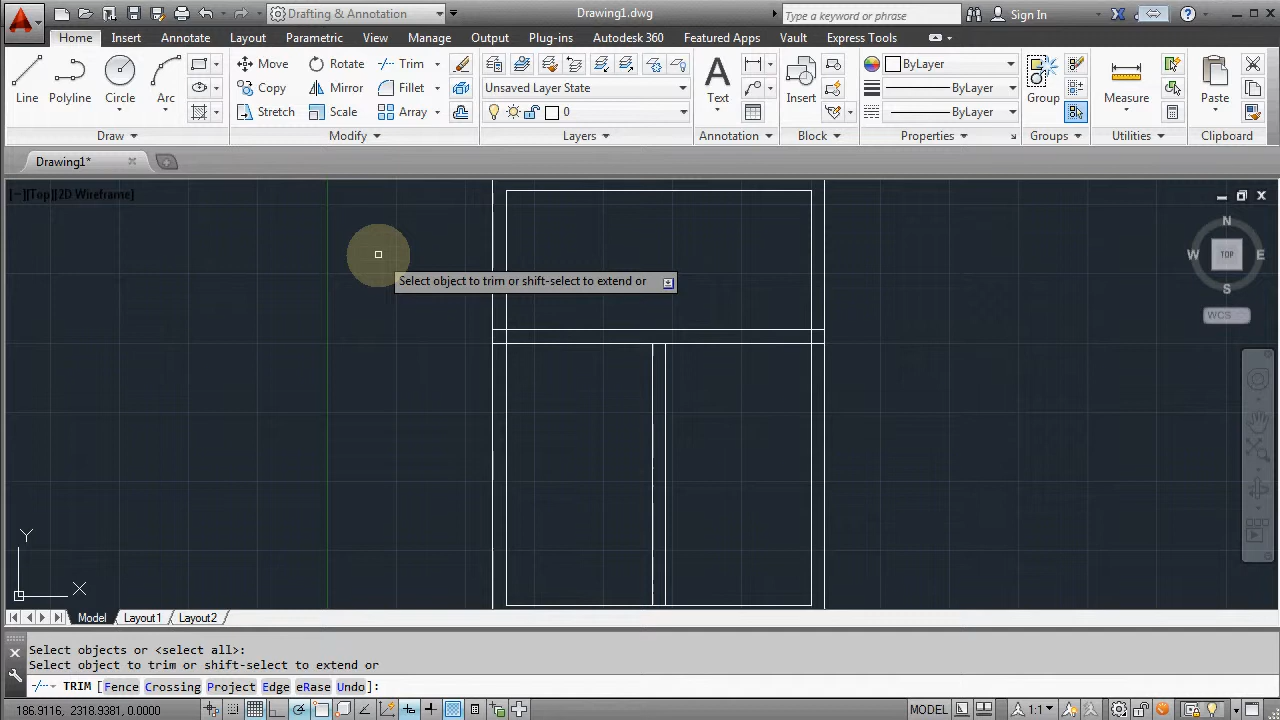 Drafting & Annotation
Drawing1.dwg
Type a keyword or phrase
Sign In
Home Insert Annotate Layout Parametric View Manage Output Plug-ins Autodesk 360 Featured Apps Vault Express Tools
Line Polyline Circle Arc
Move Rotate Trim
Copy Mirror Fillet
Stretch Scale Array
Unsaved Layer State
0
Text
Insert
ByLayer
ByLayer
ByLayer
Group
Measure
Paste
Draw Modify Layers Annotation Block Properties Groups Utilities Clipboard
Drawing1*
[−][Top][2D Wireframe]
N
W TOP E
S
WCS
Select object to trim or shift-select to extend or
Y
X
Model Layout1 Layout2
Select objects or <select all>:
Select object to trim or shift-select to extend or
TRIM [Fence Crossing Project Edge eRase Undo]:
186.9116, 2318.9381, 0.0000
MODEL
1:1